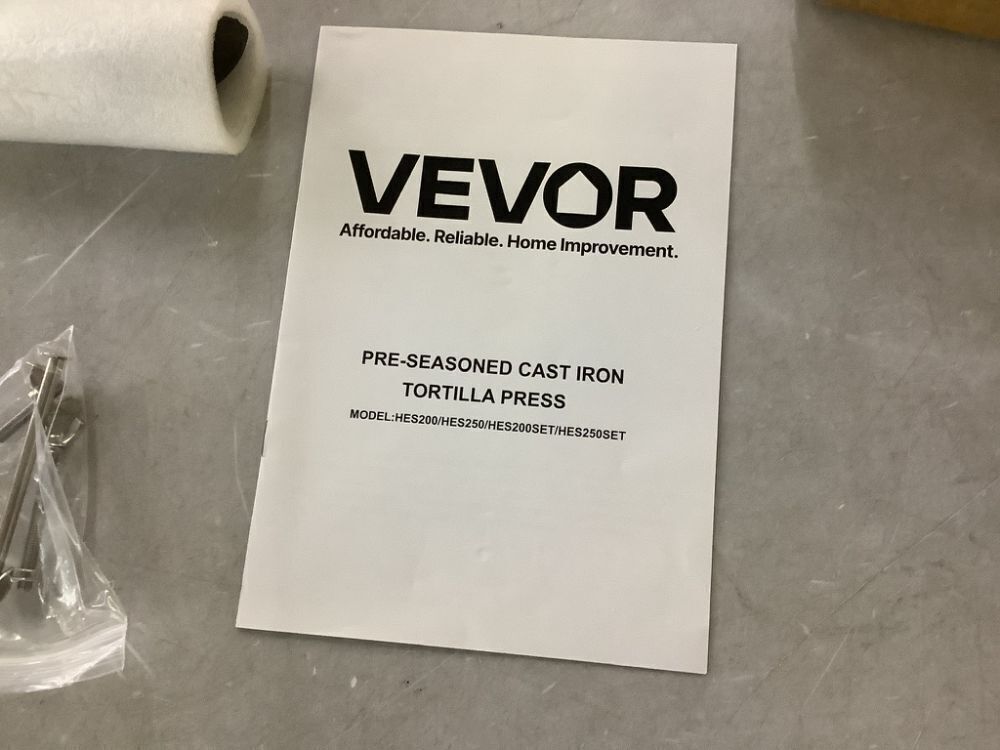 VEVOR
Affordable. Reliable. Home Improvement.
PRE-SEASONED CAST IRON
TORTILLA PRESS
MODEL:HES200/HES250/HES200SET/HES250SET